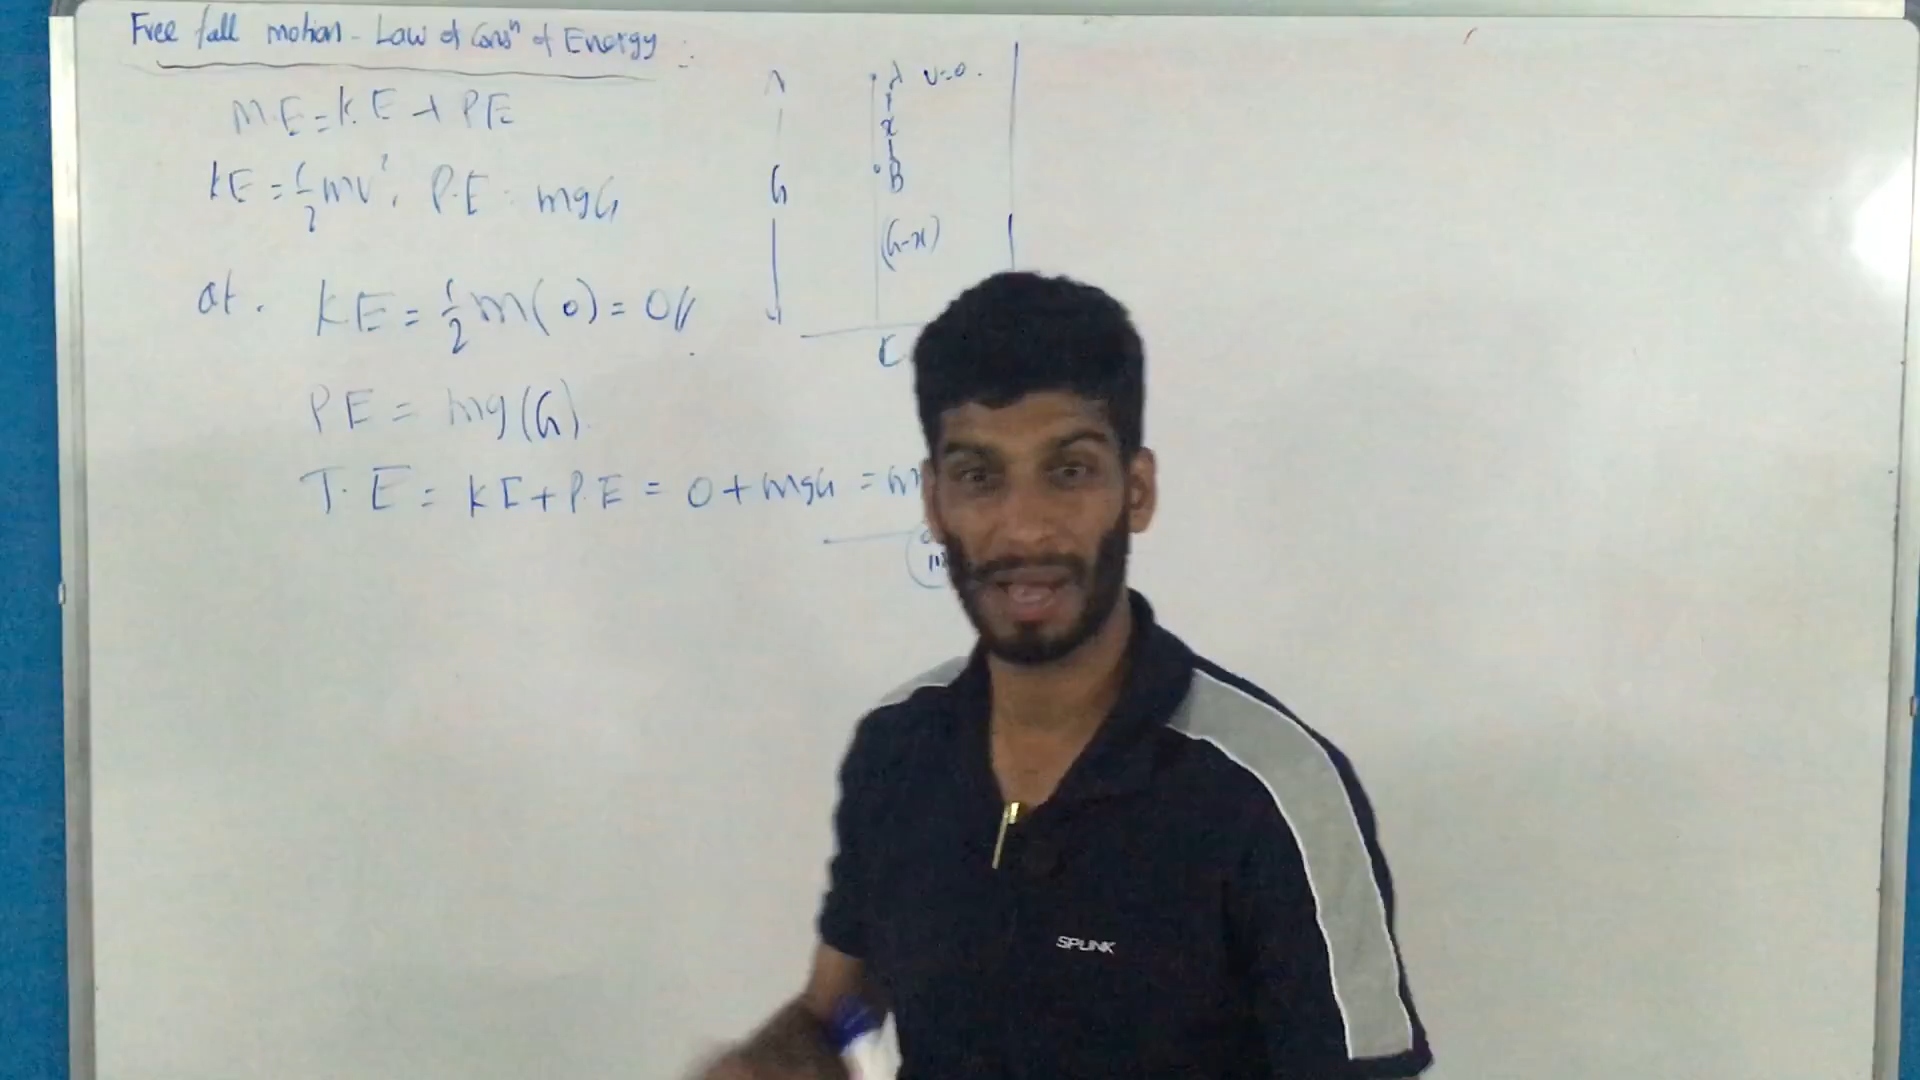 Free fall motion - Law of Consⁿ of Energy :
M.E = K.E + PE
KE = 1/2 mv², P.E = mgh
at . KE = 1/2 m(0) = 0//
PE = mg(h).
T.E = KE + P.E = 0 + mgh =
A u=0.
x
h
B
(h-x)
C
SPLINK